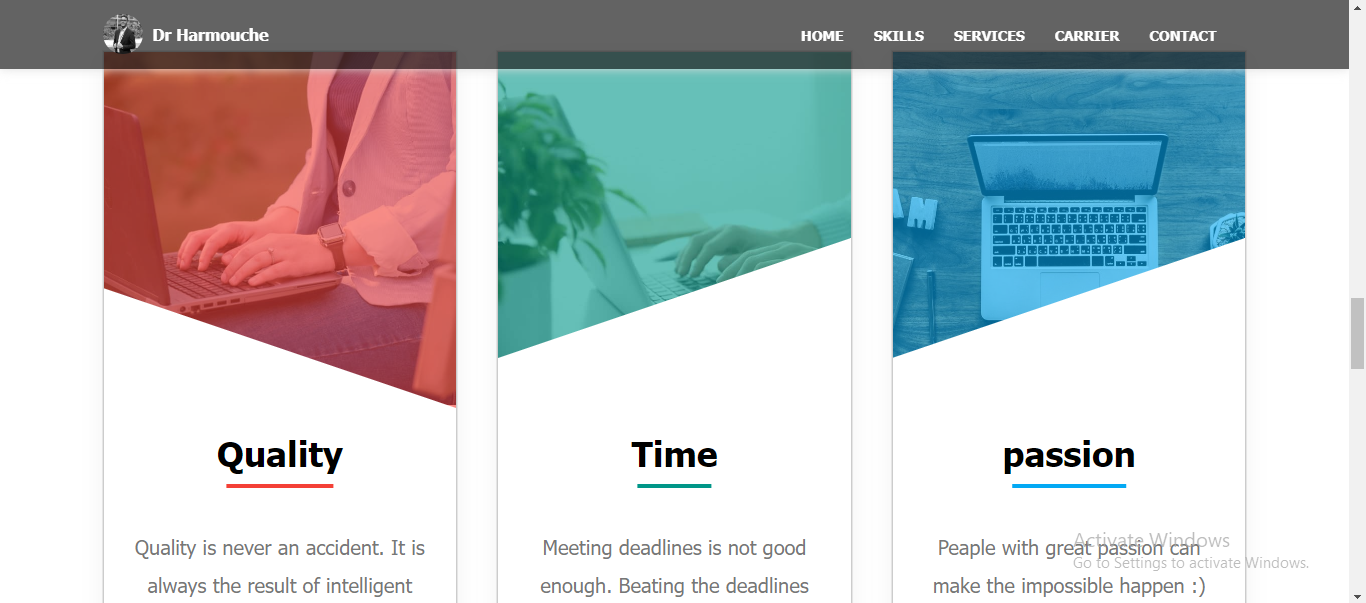 Dr Harmouche
HOME SKILLS SERVICES CARRIER CONTACT
Quality
Quality is never an accident. It is
always the result of intelligent
Time
Meeting deadlines is not good
enough. Beating the deadlines
passion
Peaple with great passion can
make the impossible happen :)
Activate Windows
Go to Settings to activate Windows.